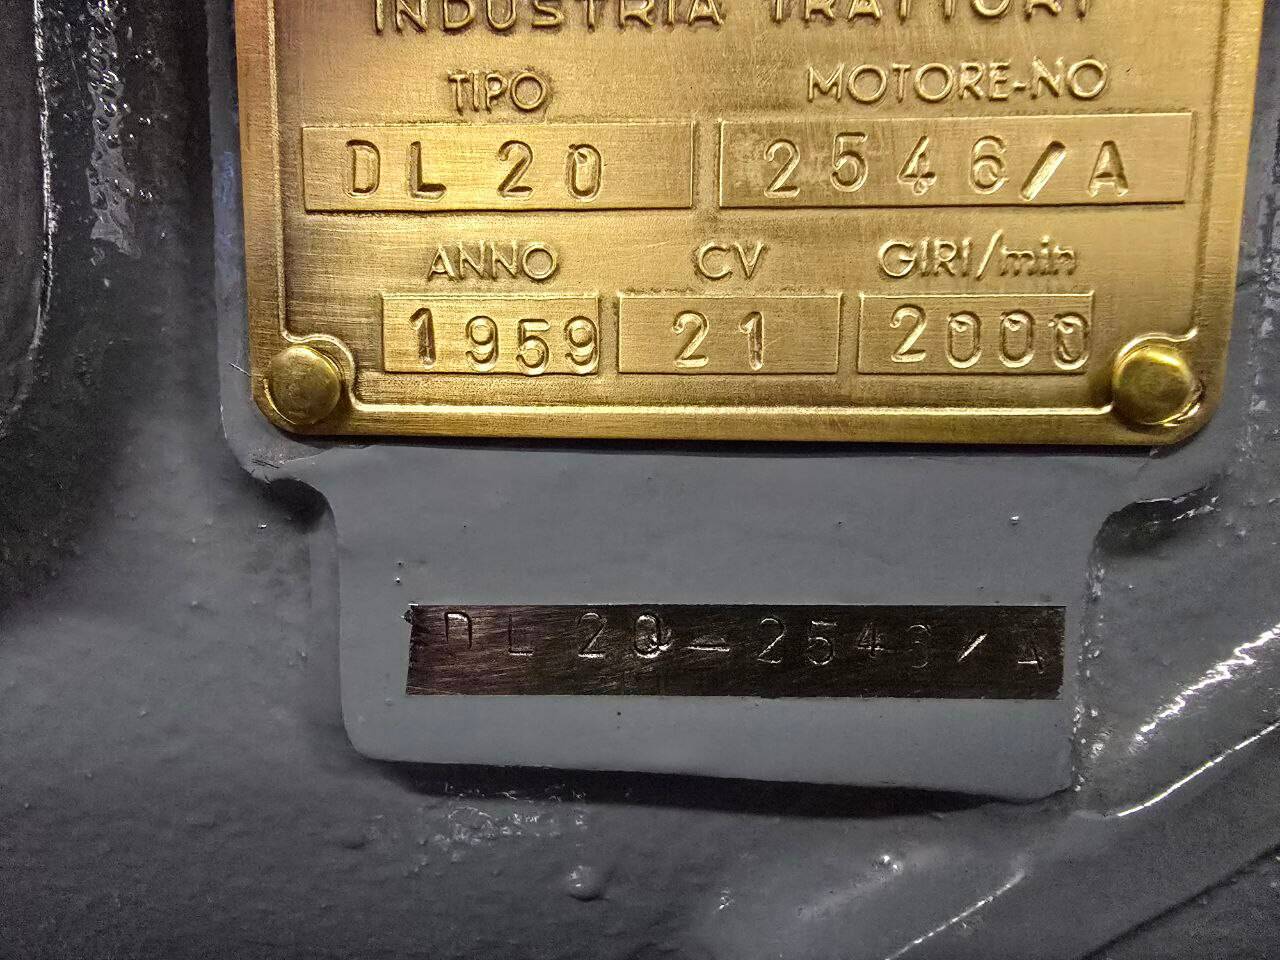 INDUSTRIA TRATTORI
TIPO MOTORE-NO
DL 20 2546/A
ANNO CV GIRI/min
1959 21 2000
DL 20-2546/A